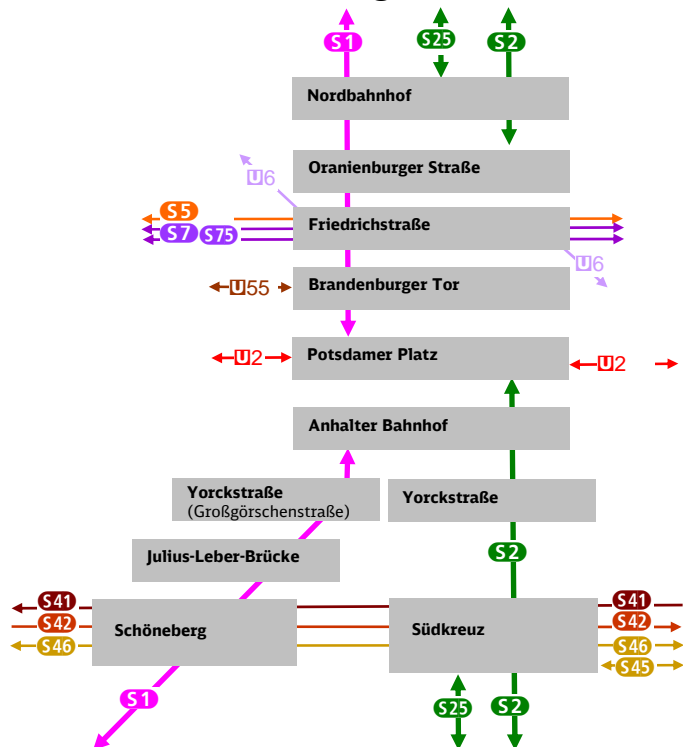 S1
S25
S2
Nordbahnhof
Oranienburger Straße
U6
S5
Friedrichstraße
S7 S75
U6
U55
Brandenburger Tor
Potsdamer Platz
U2
U2
Anhalter Bahnhof
Yorckstraße
(Großgörschenstraße)
Yorckstraße
Julius-Leber-Brücke
S2
S41
S41
S42
Schöneberg
Südkreuz
S42
S46
S46
S45
S1
S25
S2